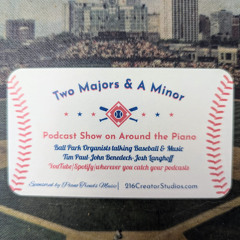 Two Majors & A Minor
Podcast Show on Around the Piano
Ball Park Organists talking Baseball & Music
Tim Paul-John Benedeck-Josh Langhoff
YouTube/Spotify/wherever you catch your podcasts
Sponsored by Piano Trends Music | 216CreatorStudios.com